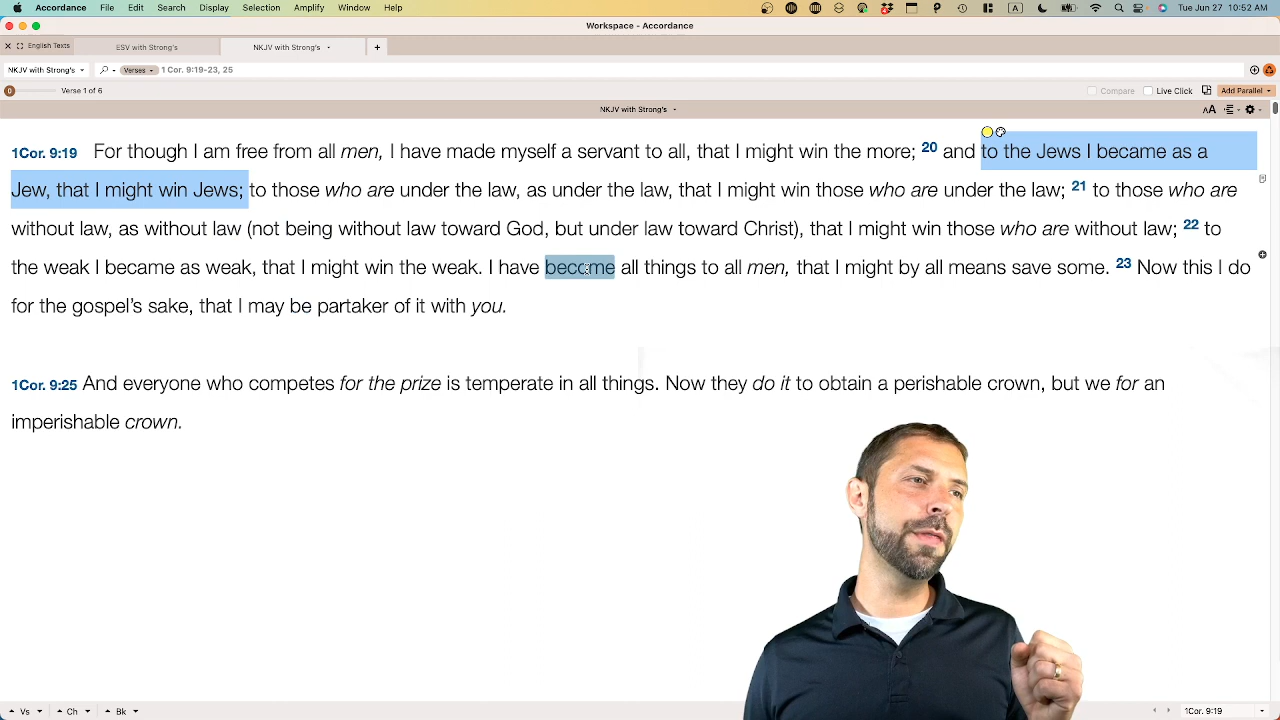 Accordance File Edit Search Display Selection Amplify Window Help A Tue Jun 27 10:52 AM
Workspace - Accordance
English Texts ESV with Strong's NKJV with Strong's +
NKJV with Strong's Verses 1 Cor. 9:19-23, 25
0 Verse 1 of 6 Compare Live Click Add Parallel
NKJV with Strong's AA
1Cor. 9:19 For though I am free from all men, I have made myself a servant to all, that I might win the more; 20 and to the Jews I became as a
Jew, that I might win Jews; to those who are under the law, as under the law, that I might win those who are under the law; 21 to those who are
without law, as without law (not being without law toward God, but under law toward Christ), that I might win those who are without law; 22 to
the weak I became as weak, that I might win the weak. I have become all things to all men, that I might by all means save some. 23 Now this I do
for the gospel's sake, that I may be partaker of it with you.
1Cor. 9:25 And everyone who competes for the prize is temperate in all things. Now they do it to obtain a perishable crown, but we for an
imperishable crown.
Vs Ch Bk 1Cor. 9:19